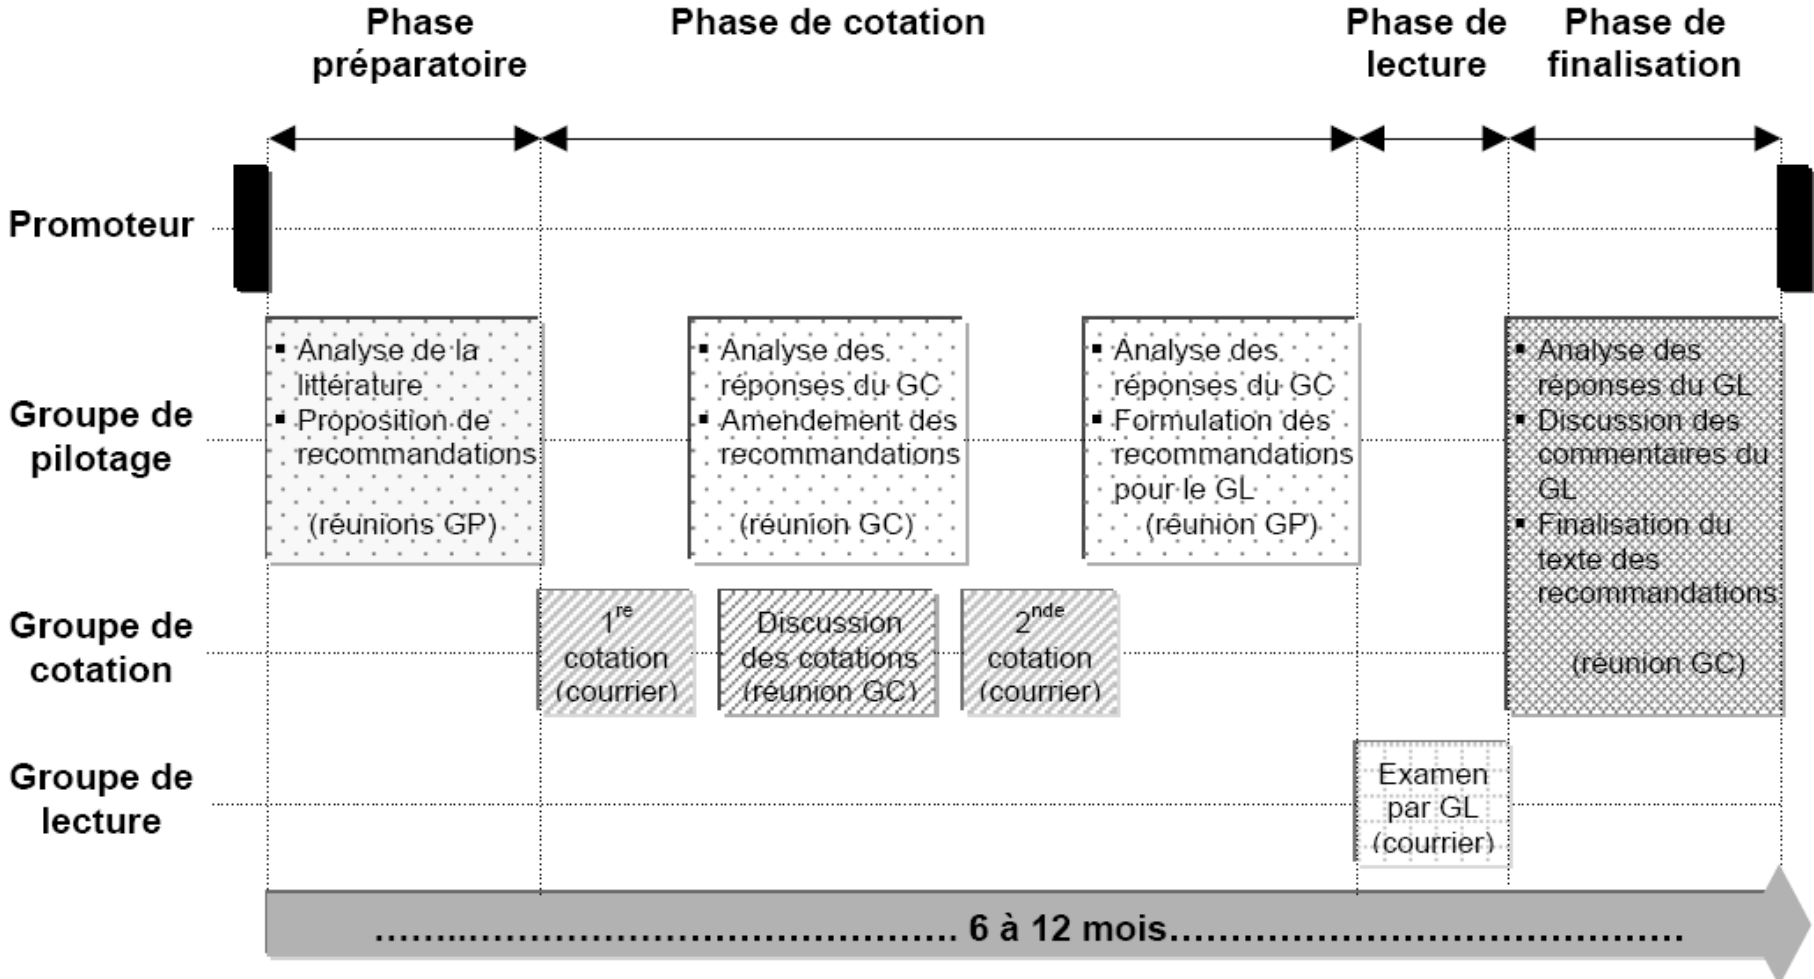 Phase
préparatoire
Phase de cotation
Phase de
lecture
Phase de
finalisation
Promoteur
Groupe de
pilotage
▪ Analyse de la
littérature
▪ Proposition de
recommandations
(réunions GP)
▪ Analyse des
réponses du GC
▪ Amendement des
recommandations
(réunion GC)
▪ Analyse des
réponses du GC
▪ Formulation des
recommandations
pour le GL
(réunion GP)
▪ Analyse des
réponses du GL
▪ Discussion des
commentaires du
GL
▪ Finalisation du
texte des
recommandations
(réunion GC)
Groupe de
cotation
1re
cotation
(courrier)
Discussion
des cotations
(réunion GC)
2nde
cotation
(courrier)
Groupe de
lecture
Examen
par GL
(courrier)
6 à 12 mois